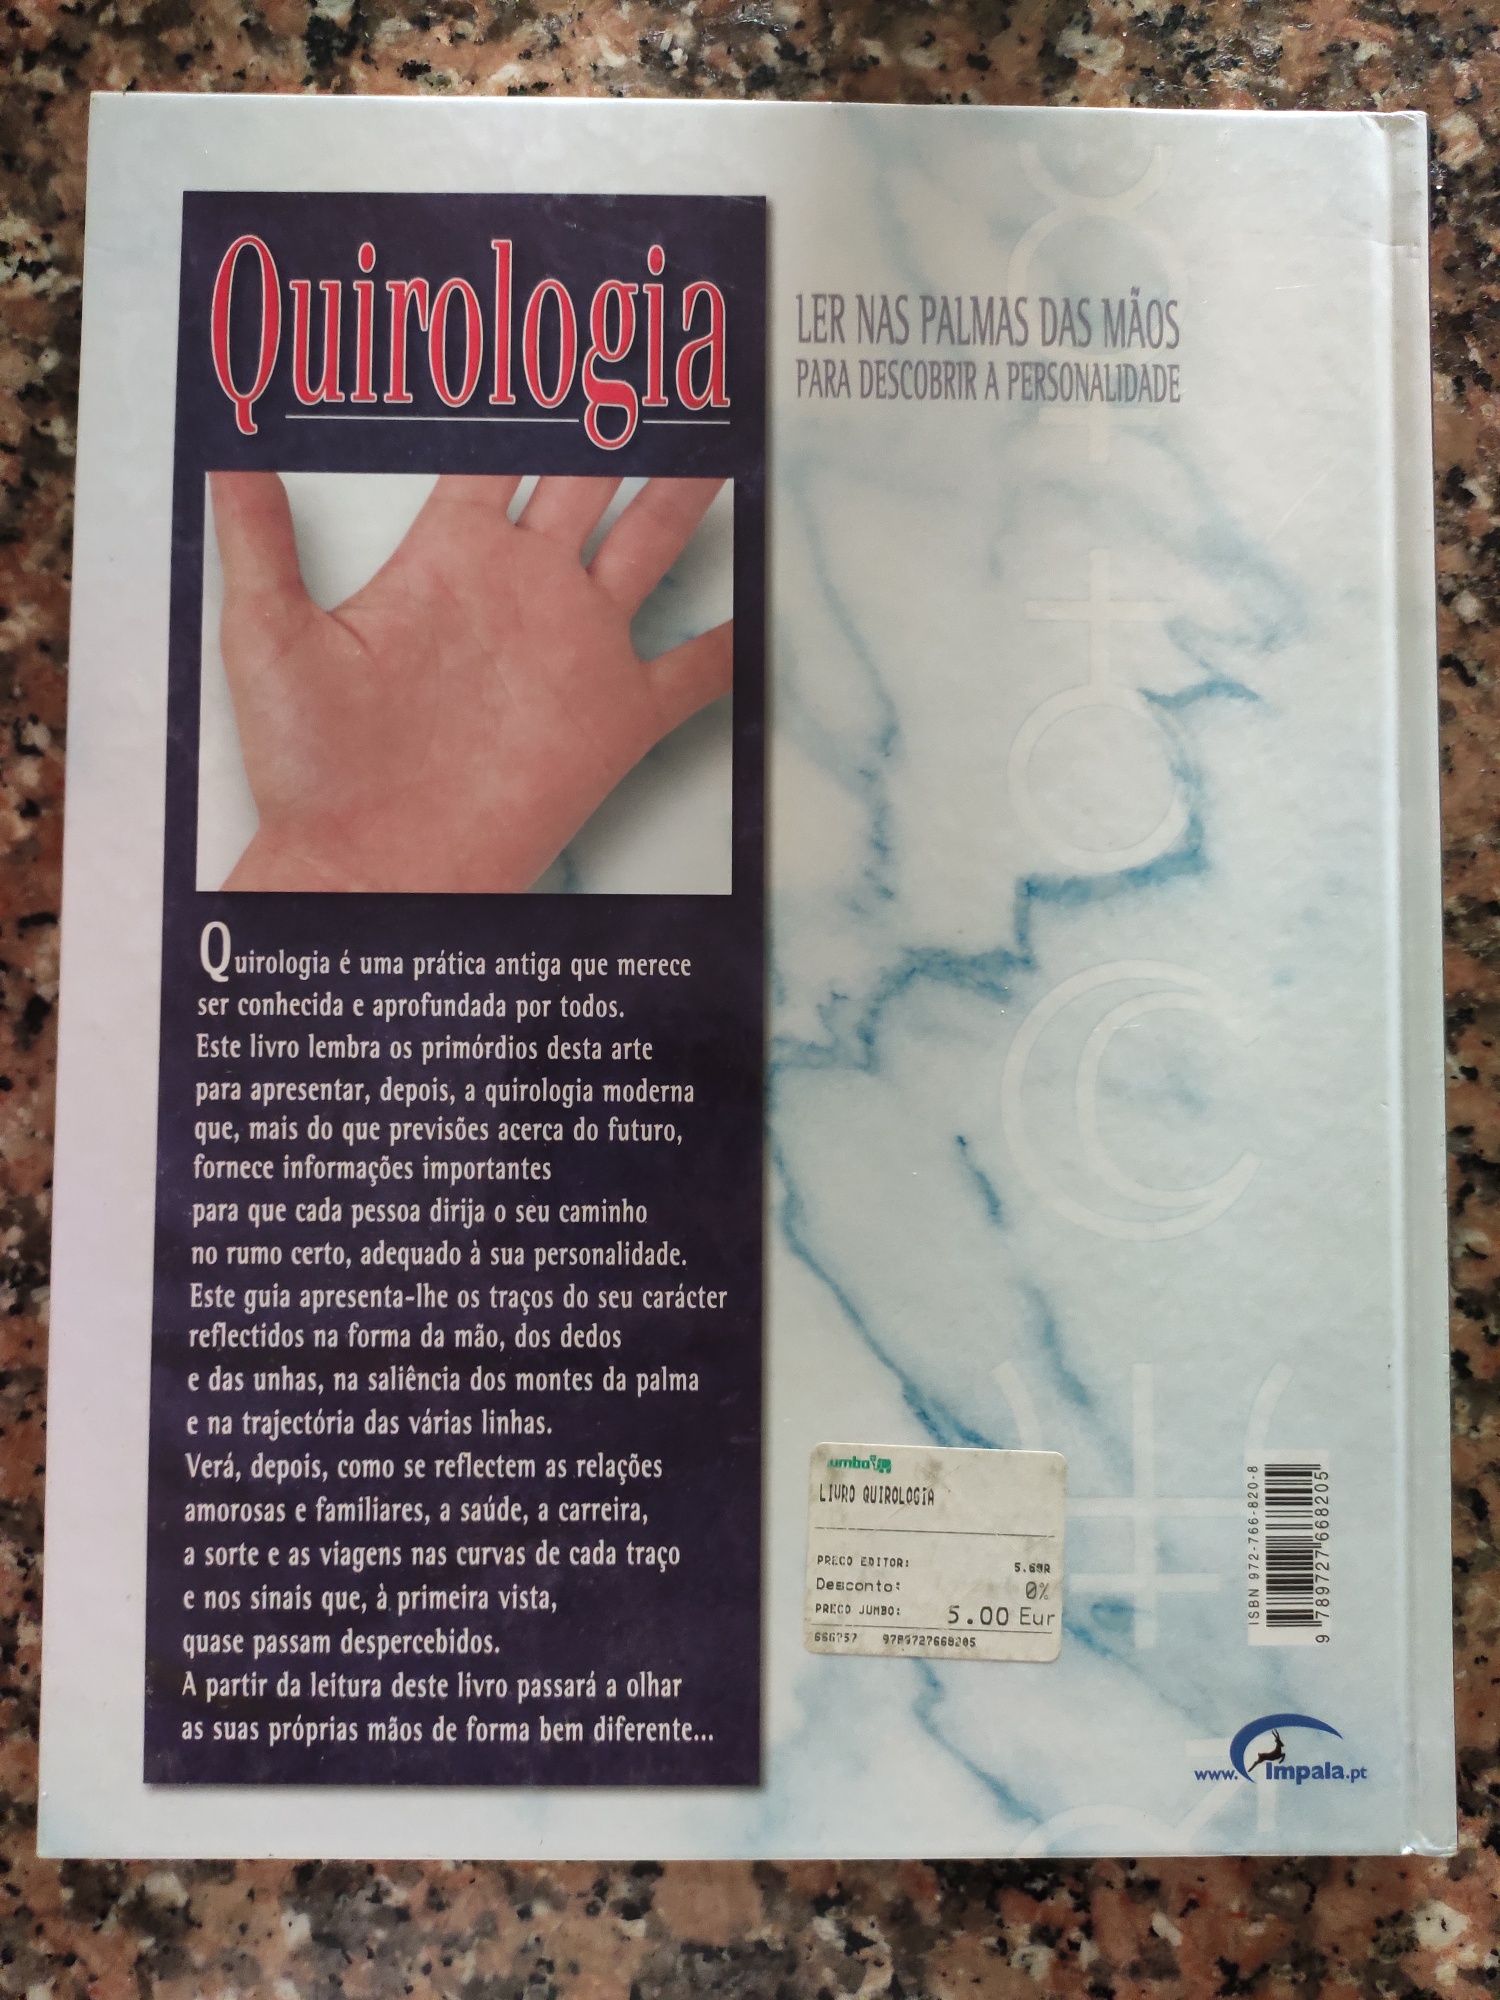 Quirologia
LER NAS PALMAS DAS MÃOS
PARA DESCOBRIR A PERSONALIDADE
Quirologia é uma prática antiga que merece
ser conhecida e aprofundada por todos.
Este livro lembra os primórdios desta arte
para apresentar, depois, a quirologia moderna
que, mais do que previsões acerca do futuro,
fornece informações importantes
para que cada pessoa dirija o seu caminho
no rumo certo, adequado à sua personalidade.
Este guia apresenta-lhe os traços do seu carácter
reflectidos na forma da mão, dos dedos
e das unhas, na saliência dos montes da palma
e na trajectória das várias linhas.
Verá, depois, como se reflectem as relações
amorosas e familiares, a saúde, a carreira,
a sorte e as viagens nas curvas de cada traço
e nos sinais que, à primeira vista,
quase passam despercebidos.
A partir da leitura deste livro passará a olhar
as suas próprias mãos de forma bem diferente...
LIVRO QUIROLOGIA
PRECO EDITOR:
Desconto: 0%
PRECO JUMBO: 5.00 Eur
9789727668205
ISBN 972-766-820-8
9 789727 668205
www.Impala.pt